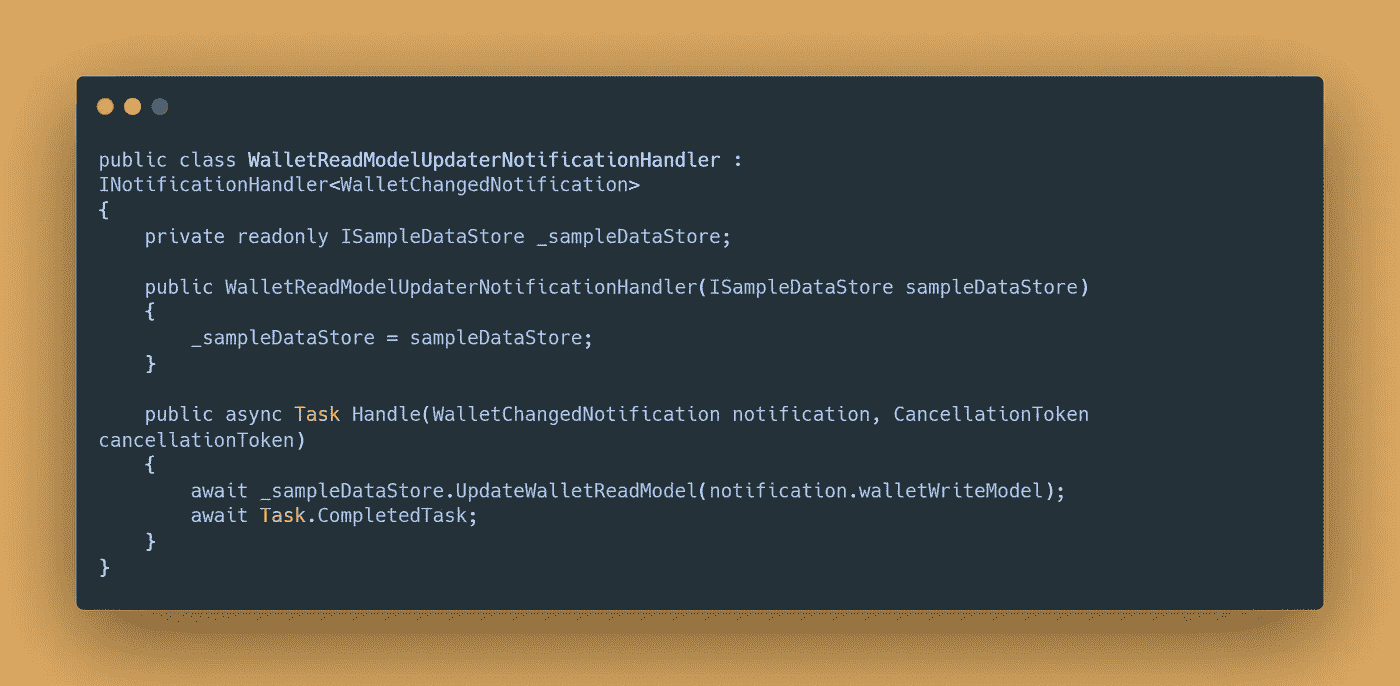 public class WalletReadModelUpdaterNotificationHandler :
INotificationHandler<WalletChangedNotification>
{
    private readonly ISampleDataStore _sampleDataStore;

    public WalletReadModelUpdaterNotificationHandler(ISampleDataStore sampleDataStore)
    {
        _sampleDataStore = sampleDataStore;
    }

    public async Task Handle(WalletChangedNotification notification, CancellationToken
cancellationToken)
    {
        await _sampleDataStore.UpdateWalletReadModel(notification.walletWriteModel);
        await Task.CompletedTask;
    }
}